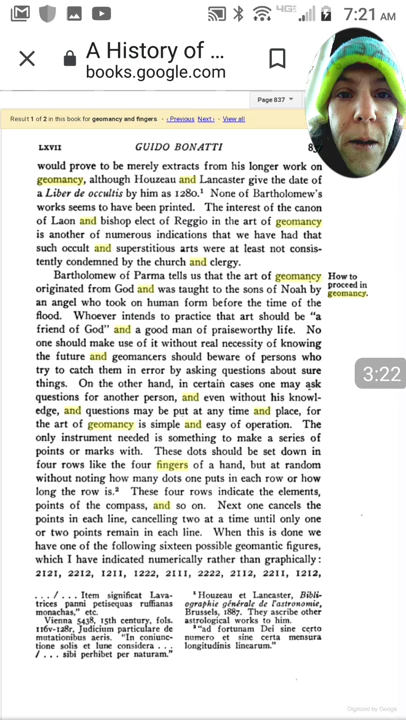 4G
7:21 AM
A History of ...
books.google.com
Page 837
Result 1 of 2 in this book for geomancy and fingers - ‹ Previous Next › - View all
LXVII GUIDO BONATTI
would prove to be merely extracts from his longer work on
geomancy, although Houzeau and Lancaster give the date of
a Liber de occultis by him as 1280.¹ None of Bartholomew's
works seems to have been printed. The interest of the canon
of Laon and bishop elect of Reggio in the art of geomancy
is another of numerous indications that we have had that
such occult and superstitious arts were at least not consis-
tently condemned by the church and clergy.
Bartholomew of Parma tells us that the art of geomancy
originated from God and was taught to the sons of Noah by
an angel who took on human form before the time of the
flood. Whoever intends to practice that art should be “a
friend of God” and a good man of praiseworthy life. No
one should make use of it without real necessity of knowing
the future and geomancers should beware of persons who
try to catch them in error by asking questions about sure
things. On the other hand, in certain cases one may ask
questions for another person, and even without his knowl-
edge, and questions may be put at any time and place, for
the art of geomancy is simple and easy of operation. The
only instrument needed is something to make a series of
points or marks with. These dots should be set down in
four rows like the four fingers of a hand, but at random
without noting how many dots one puts in each row or how
long the row is.² These four rows indicate the elements,
points of the compass, and so on. Next one cancels the
points in each line, cancelling two at a time until only one
or two points remain in each line. When this is done we
have one of the following sixteen possible geomantic figures,
which I have indicated numerically rather than graphically:
2121, 2212, 1211, 1222, 2111, 2222, 2112, 2211, 1212,
How to
proceed in
geomancy.
3:22
. . . / . . . Item significat Lava-
trices panni petisequas ruffianas
monachas,” etc.
Vienna 5438, 15th century, fols.
116v-128r, Judicium particulare de
mutationibus aeris. “In coniunc-
tione solis et lune considera . . .
/ . . . sibi perhibet per naturam.”
¹ Houzeau et Lancaster, Bibli-
ographie générale de l'astronomie,
Brussels, 1887. They ascribe other
astrological works to him.
² “ad fortunam Dei sine certo
numero et sine certa mensura
longitudinis linearum.”
Digitized by Google